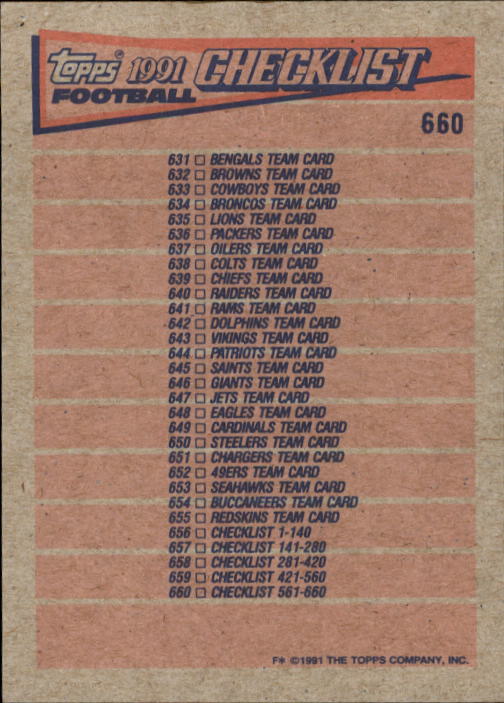 TOPPS® 1991 CHECKLIST
FOOTBALL
660
631 □ BENGALS TEAM CARD
632 □ BROWNS TEAM CARD
633 □ COWBOYS TEAM CARD
634 □ BRONCOS TEAM CARD
635 □ LIONS TEAM CARD
636 □ PACKERS TEAM CARD
637 □ OILERS TEAM CARD
638 □ COLTS TEAM CARD
639 □ CHIEFS TEAM CARD
640 □ RAIDERS TEAM CARD
641 □ RAMS TEAM CARD
642 □ DOLPHINS TEAM CARD
643 □ VIKINGS TEAM CARD
644 □ PATRIOTS TEAM CARD
645 □ SAINTS TEAM CARD
646 □ GIANTS TEAM CARD
647 □ JETS TEAM CARD
648 □ EAGLES TEAM CARD
649 □ CARDINALS TEAM CARD
650 □ STEELERS TEAM CARD
651 □ CHARGERS TEAM CARD
652 □ 49ERS TEAM CARD
653 □ SEAHAWKS TEAM CARD
654 □ BUCCANEERS TEAM CARD
655 □ REDSKINS TEAM CARD
656 □ CHECKLIST 1-140
657 □ CHECKLIST 141-280
658 □ CHECKLIST 281-420
659 □ CHECKLIST 421-560
660 □ CHECKLIST 561-660
F* ©1991 THE TOPPS COMPANY, INC.